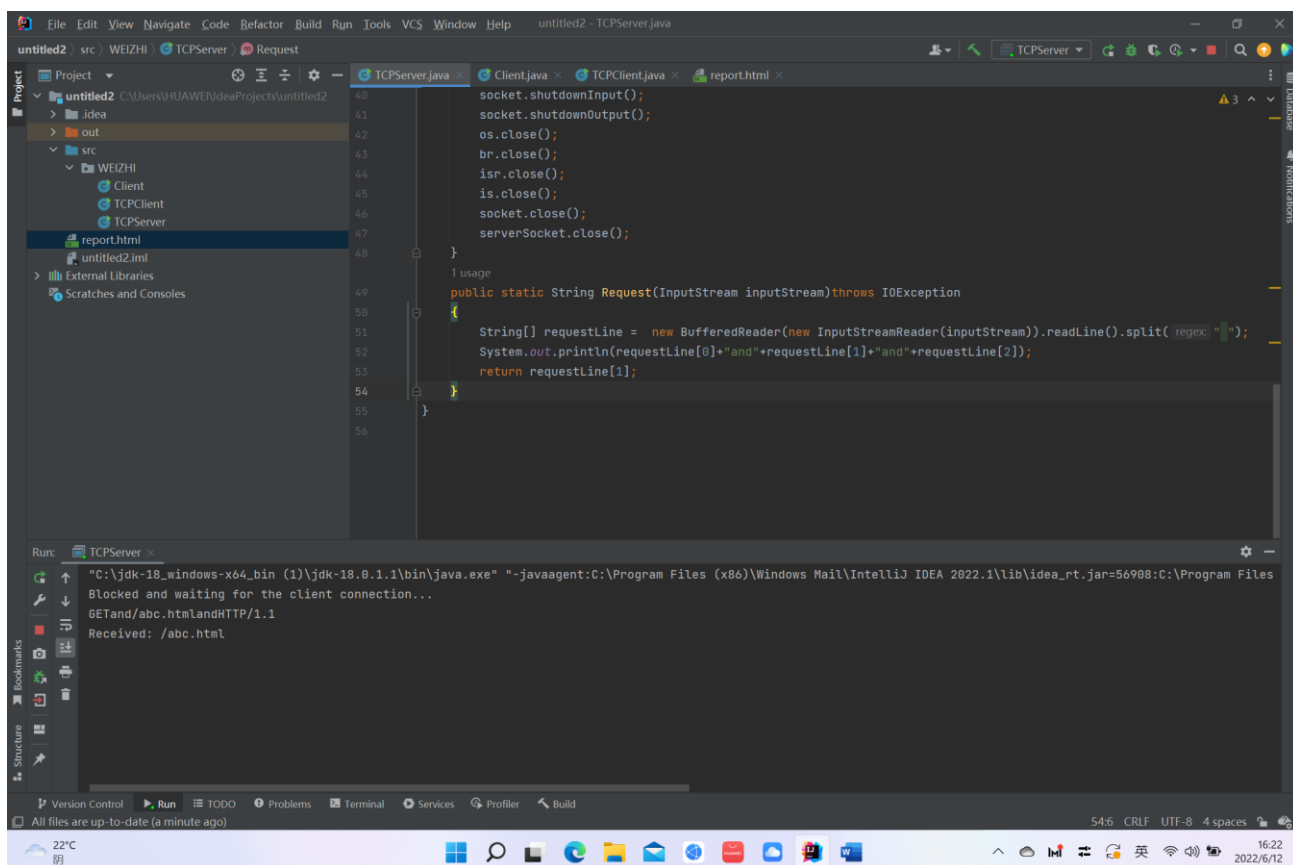 File Edit View Navigate Code Refactor Build Run Tools VCS Window Help untitled2 - TCPServer.java
untitled2 src WEIZHI TCPServer Request
TCPServer
Project
TCPServer.java Client.java TCPClient.java report.html
untitled2 C:\Users\HUAWEI\IdeaProjects\untitled2
.idea
out
src
WEIZHI
Client
TCPClient
TCPServer
report.html
untitled2.iml
External Libraries
Scratches and Consoles
Project
Bookmarks
Structure
40 socket.shutdownInput();
41 socket.shutdownOutput();
42 os.close();
43 br.close();
44 isr.close();
45 is.close();
46 socket.close();
47 serverSocket.close();
48 }
1 usage
49 public static String Request(InputStream inputStream)throws IOException
50 {
51 String[] requestLine = new BufferedReader(new InputStreamReader(inputStream)).readLine().split( regex: " ");
52 System.out.println(requestLine[0]+"and"+requestLine[1]+"and"+requestLine[2]);
53 return requestLine[1];
54 }
55 }
56
3
Database
Notifications
Run: TCPServer
"C:\jdk-18_windows-x64_bin (1)\jdk-18.0.1.1\bin\java.exe" "-javaagent:C:\Program Files (x86)\Windows Mail\IntelliJ IDEA 2022.1\lib\idea_rt.jar=56908:C:\Program Files
Blocked and waiting for the client connection...
GETand/abc.htmlandHTTP/1.1
Received: /abc.html
Version Control Run TODO Problems Terminal Services Profiler Build
All files are up-to-date (a minute ago)
54:6 CRLF UTF-8 4 spaces
22°C
阴
英
16:22
2022/6/12